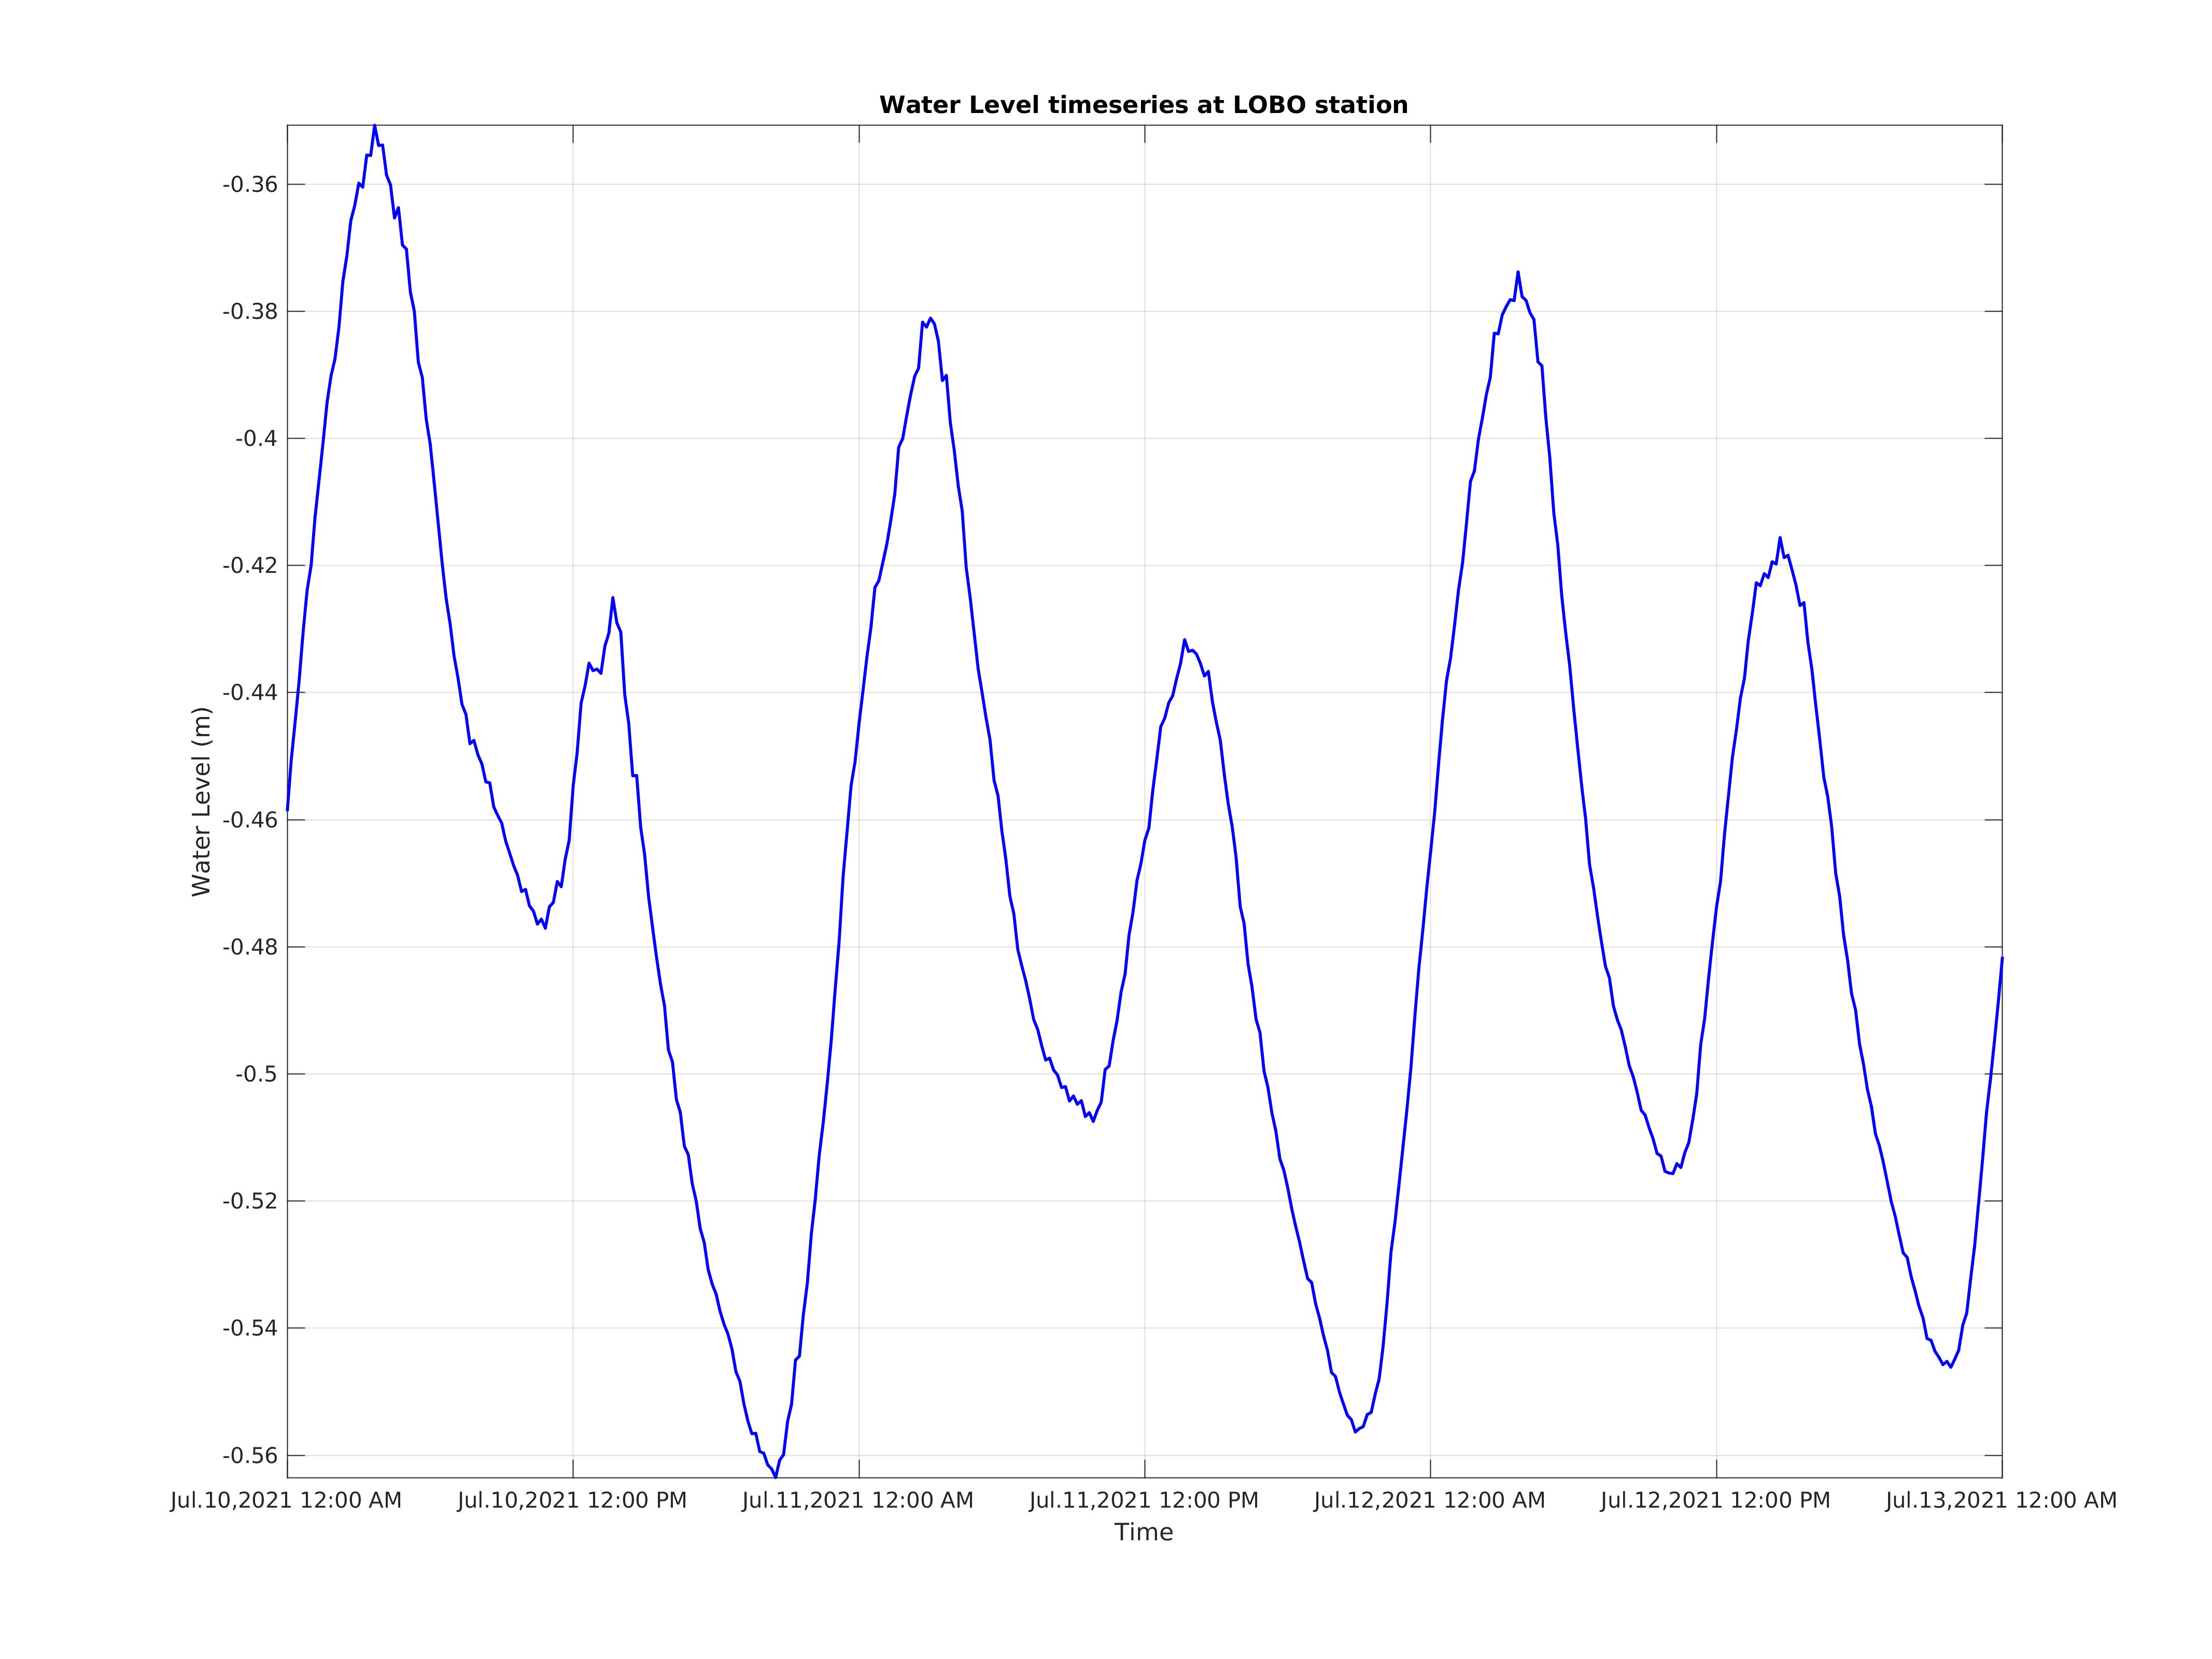 Water Level timeseries at LOBO station
-0.36
-0.38
-0.4
-0.42
-0.44
-0.46
-0.48
-0.5
-0.52
-0.54
-0.56
Water Level (m)
Jul.10,2021 12:00 AM Jul.10,2021 12:00 PM Jul.11,2021 12:00 AM Jul.11,2021 12:00 PM Jul.12,2021 12:00 AM Jul.12,2021 12:00 PM Jul.13,2021 12:00 AM
Time